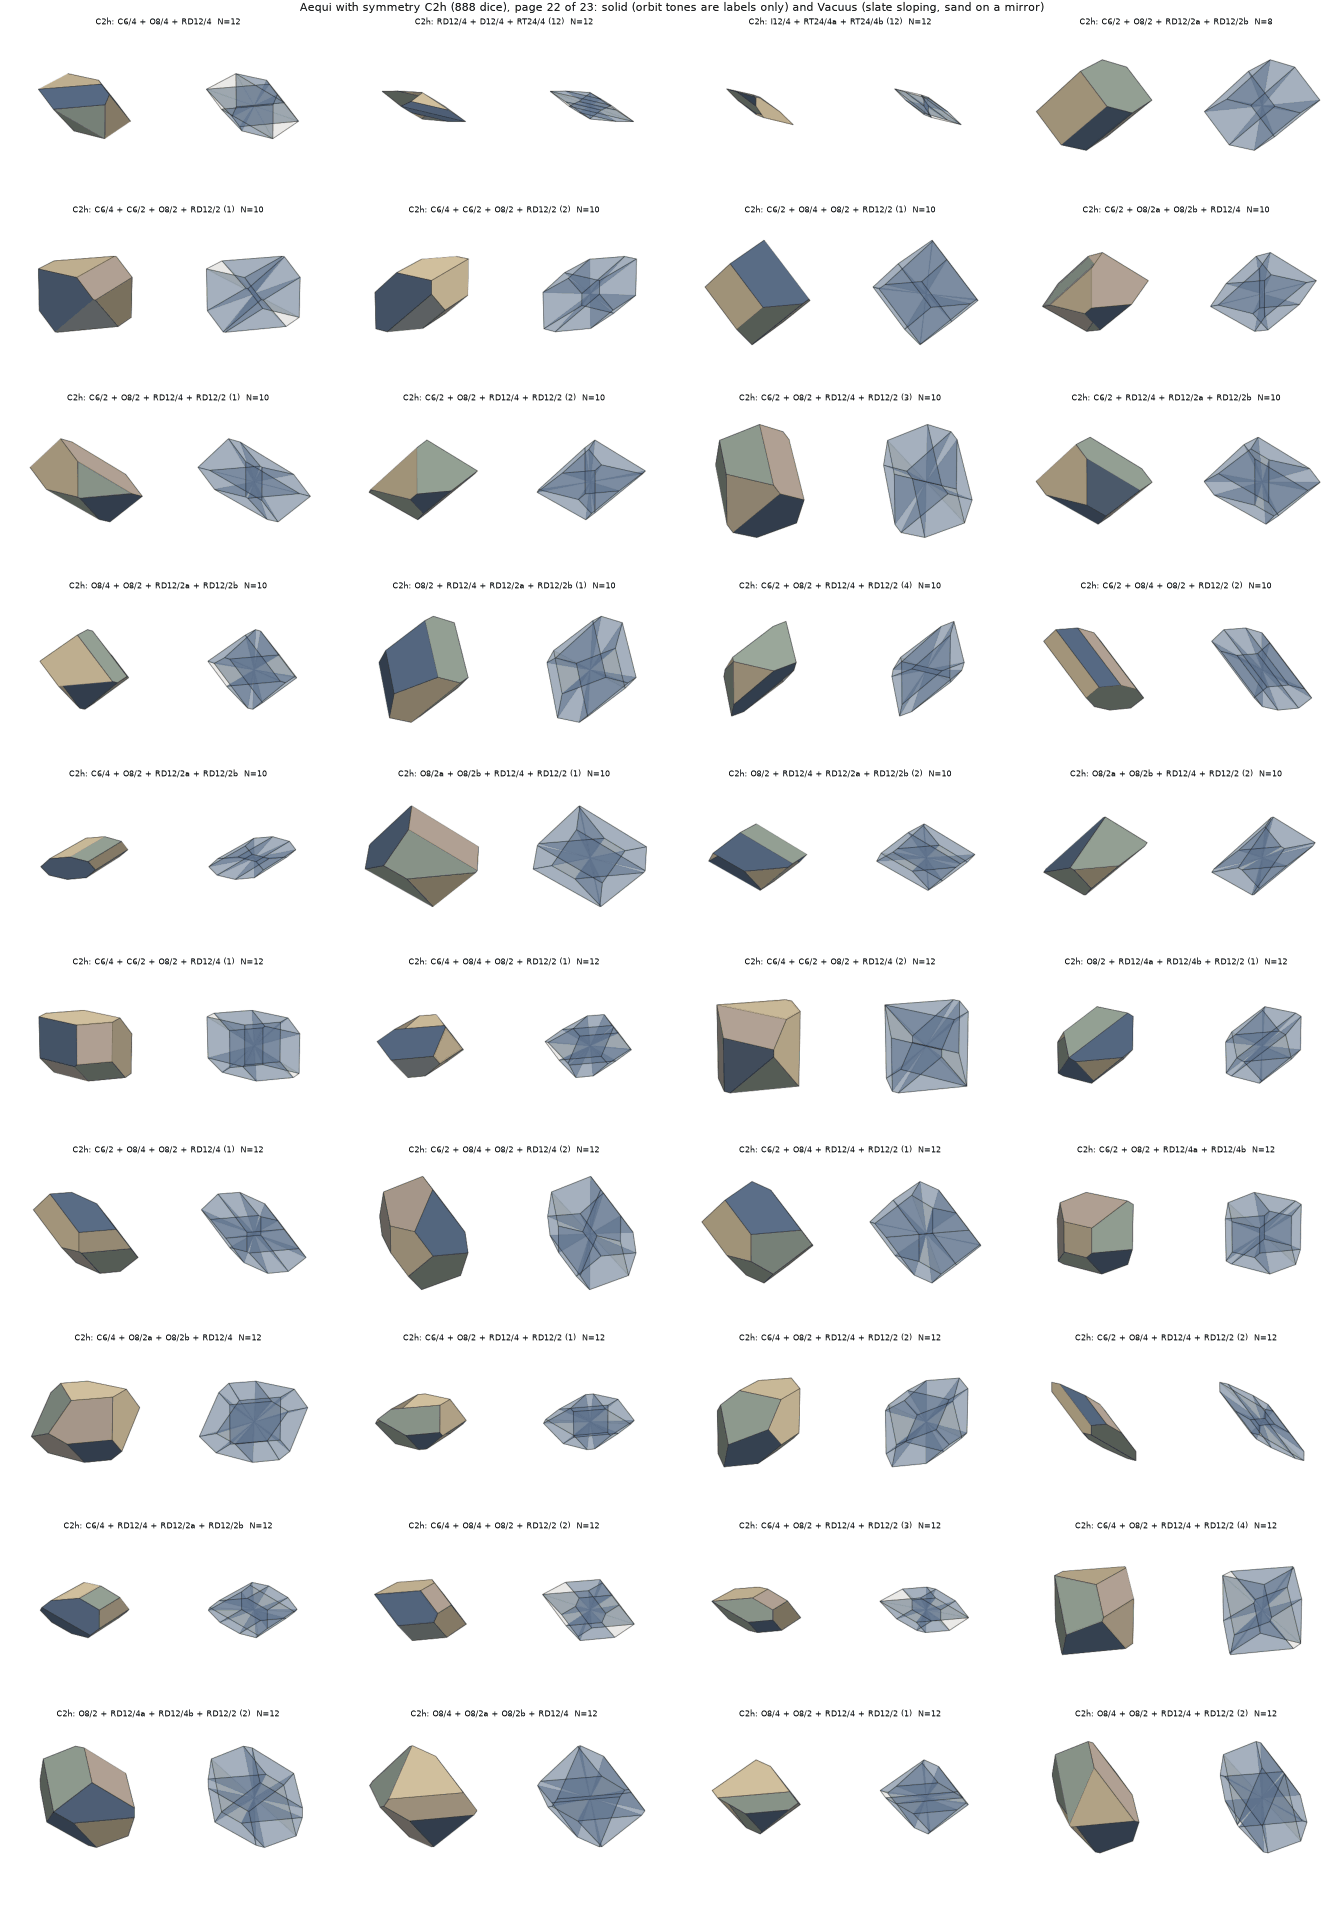 Aequi with symmetry C2h (888 dice), page 22 of 23: solid (orbit tones are labels only) and Vacuus (slate sloping, sand on a mirror)
C2h: C6/4 + O8/4 + RD12/4  N=12
C2h: RD12/4 + D12/4 + RT24/4 (12)  N=12
C2h: I12/4 + RT24/4a + RT24/4b (12)  N=12
C2h: C6/2 + O8/2 + RD12/2a + RD12/2b  N=8
C2h: C6/4 + C6/2 + O8/2 + RD12/2 (1)  N=10
C2h: C6/4 + C6/2 + O8/2 + RD12/2 (2)  N=10
C2h: C6/2 + O8/4 + O8/2 + RD12/2 (1)  N=10
C2h: C6/2 + O8/2a + O8/2b + RD12/4  N=10
C2h: C6/2 + O8/2 + RD12/4 + RD12/2 (1)  N=10
C2h: C6/2 + O8/2 + RD12/4 + RD12/2 (2)  N=10
C2h: C6/2 + O8/2 + RD12/4 + RD12/2 (3)  N=10
C2h: C6/2 + RD12/4 + RD12/2a + RD12/2b  N=10
C2h: O8/4 + O8/2 + RD12/2a + RD12/2b  N=10
C2h: O8/2 + RD12/4 + RD12/2a + RD12/2b (1)  N=10
C2h: C6/2 + O8/2 + RD12/4 + RD12/2 (4)  N=10
C2h: C6/2 + O8/4 + O8/2 + RD12/2 (2)  N=10
C2h: C6/4 + O8/2 + RD12/2a + RD12/2b  N=10
C2h: O8/2a + O8/2b + RD12/4 + RD12/2 (1)  N=10
C2h: O8/2 + RD12/4 + RD12/2a + RD12/2b (2)  N=10
C2h: O8/2a + O8/2b + RD12/4 + RD12/2 (2)  N=10
C2h: C6/4 + C6/2 + O8/2 + RD12/4 (1)  N=12
C2h: C6/4 + O8/4 + O8/2 + RD12/2 (1)  N=12
C2h: C6/4 + C6/2 + O8/2 + RD12/4 (2)  N=12
C2h: O8/2 + RD12/4a + RD12/4b + RD12/2 (1)  N=12
C2h: C6/2 + O8/4 + O8/2 + RD12/4 (1)  N=12
C2h: C6/2 + O8/4 + O8/2 + RD12/4 (2)  N=12
C2h: C6/2 + O8/4 + RD12/4 + RD12/2 (1)  N=12
C2h: C6/2 + O8/2 + RD12/4a + RD12/4b  N=12
C2h: C6/4 + O8/2a + O8/2b + RD12/4  N=12
C2h: C6/4 + O8/2 + RD12/4 + RD12/2 (1)  N=12
C2h: C6/4 + O8/2 + RD12/4 + RD12/2 (2)  N=12
C2h: C6/2 + O8/4 + RD12/4 + RD12/2 (2)  N=12
C2h: C6/4 + RD12/4 + RD12/2a + RD12/2b  N=12
C2h: C6/4 + O8/4 + O8/2 + RD12/2 (2)  N=12
C2h: C6/4 + O8/2 + RD12/4 + RD12/2 (3)  N=12
C2h: C6/4 + O8/2 + RD12/4 + RD12/2 (4)  N=12
C2h: O8/2 + RD12/4a + RD12/4b + RD12/2 (2)  N=12
C2h: O8/4 + O8/2a + O8/2b + RD12/4  N=12
C2h: O8/4 + O8/2 + RD12/4 + RD12/2 (1)  N=12
C2h: O8/4 + O8/2 + RD12/4 + RD12/2 (2)  N=12